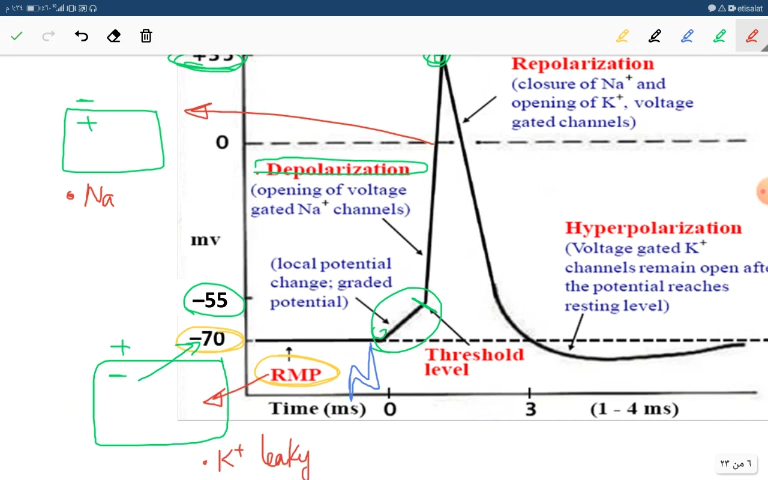 etisalat
+35
Repolarization
(closure of Na⁺ and
opening of K⁺, voltage
gated channels)
−
+
• Na
0
Depolarization
(opening of voltage
gated Na⁺ channels)
mv
(local potential
change; graded
potential)
Hyperpolarization
(Voltage gated K⁺
channels remain open afte
the potential reaches
resting level)
−55
−70
Threshold
level
RMP
+
−
Time (ms) 0 3 (1 - 4 ms)
• K⁺ leaky
٦ من ٢٣